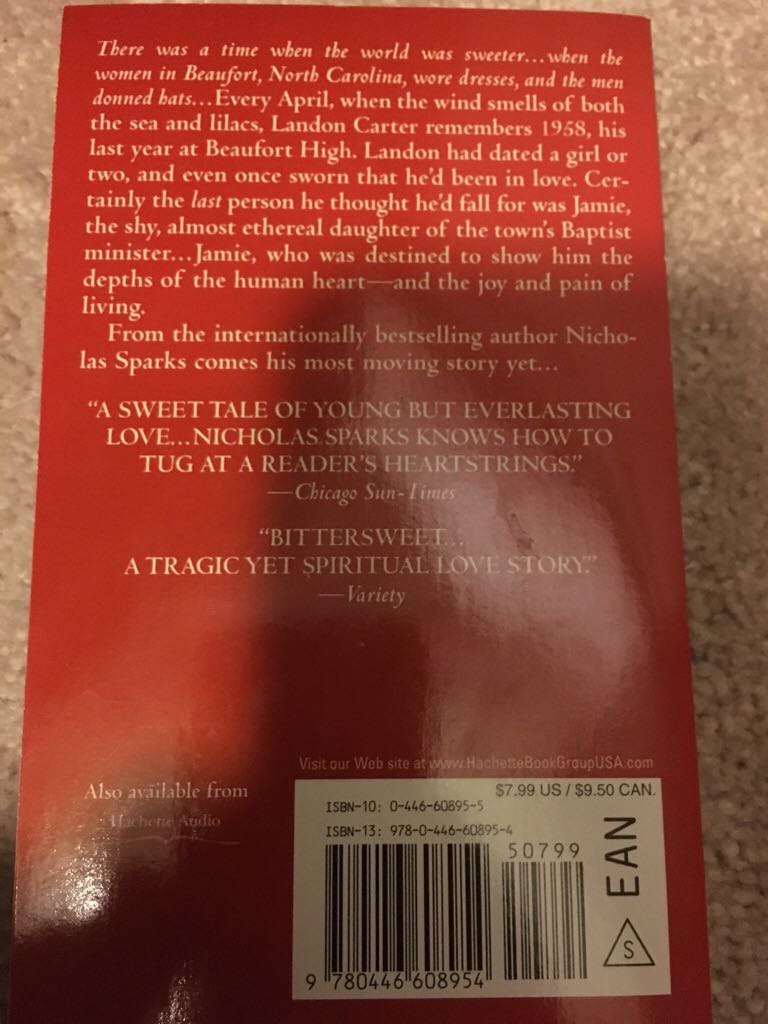 There was a time when the world was sweeter...when the
women in Beaufort, North Carolina, wore dresses, and the men
donned hats...Every April, when the wind smells of both
the sea and lilacs, Landon Carter remembers 1958, his
last year at Beaufort High. Landon had dated a girl or
two, and even once sworn that he'd been in love. Cer-
tainly the last person he thought he'd fall for was Jamie,
the shy, almost ethereal daughter of the town's Baptist
minister...Jamie, who was destined to show him the
depths of the human heart—and the joy and pain of
living.
From the internationally bestselling author Nicho-
las Sparks comes his most moving story yet...
“A SWEET TALE OF YOUNG BUT EVERLASTING
LOVE...NICHOLAS SPARKS KNOWS HOW TO
TUG AT A READER'S HEARTSTRINGS.”
—Chicago Sun-Times
“BITTERSWEET...
A TRAGIC YET SPIRITUAL LOVE STORY.”
—Variety
Visit our Web site at www.HachetteBookGroupUSA.com
Also available from
Hachette Audio
$7.99 US / $9.50 CAN.
ISBN-10: 0-446-60895-5
ISBN-13: 978-0-446-60895-4
50799
EAN
S
9 780446 608954